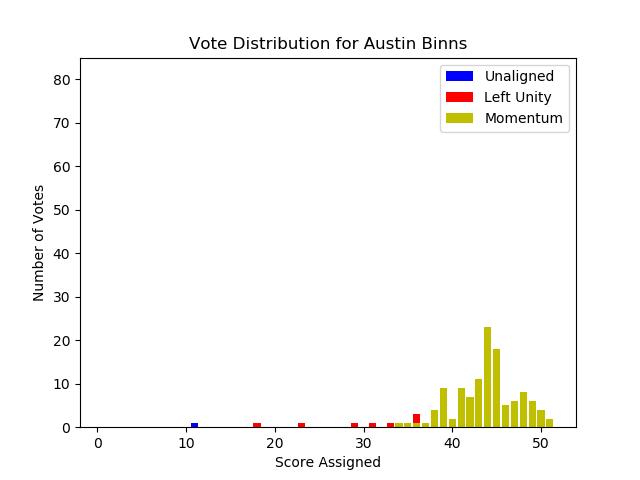 Vote Distribution for Austin Binns
Unaligned
Left Unity
Momentum
Number of Votes
80
70
60
50
40
30
20
10
0
0 10 20 30 40 50
Score Assigned